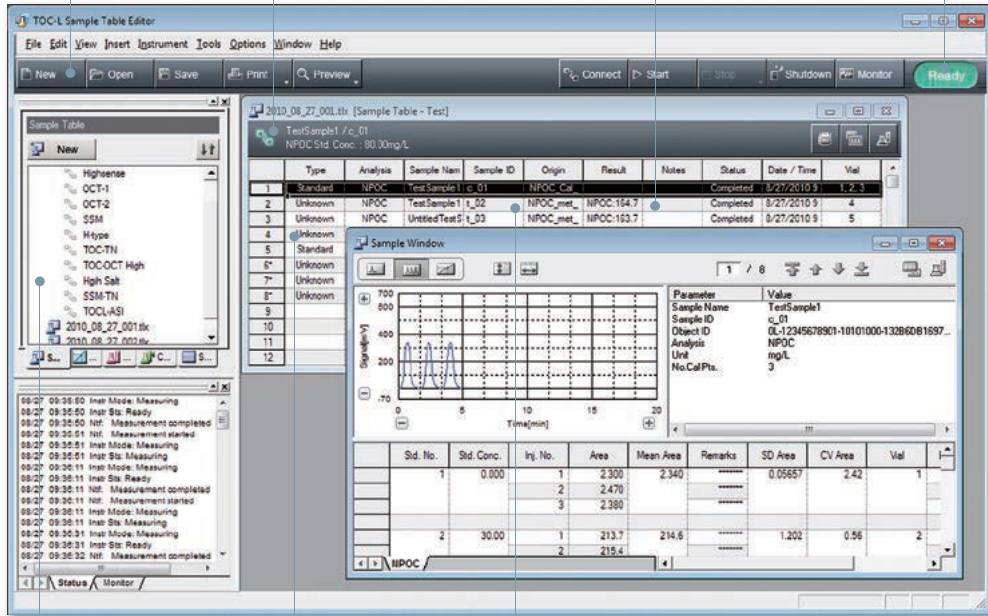 TOC-L Sample Table Editor
File Edit View Insert Instrument Tools Options Window Help
New Open Save Print Preview Connect Start Stop Shutdown Monitor Ready
Sample Table
New
Highsense
OCT-1
OCT-2
SSM
H-type
TOC-TN
TOC-OCT High
High Salt
SSM-TN
TOCL-ASI
2010_08_27_001.tlx
2010_08_27_002.tlx
S... ... ... C... S...
08/27 09:35:50 Instr Mode: Measuring
08/27 09:35:50 Instr Sts: Ready
08/27 09:35:50 Ntf: Measurement completed
08/27 09:35:51 Ntf: Measurement started
08/27 09:35:51 Instr Mode: Measuring
08/27 09:35:51 Instr Sts: Measuring
08/27 09:36:11 Instr Mode: Measuring
08/27 09:36:11 Instr Sts: Ready
08/27 09:36:11 Ntf: Measurement completed
08/27 09:36:11 Ntf: Measurement started
08/27 09:36:11 Instr Mode: Measuring
08/27 09:36:11 Instr Sts: Measuring
08/27 09:36:31 Instr Mode: Measuring
08/27 09:36:31 Instr Sts: Ready
08/27 09:36:32 Ntf: Measurement completed
Status Monitor
2010_08_27_001.tlx [Sample Table - Test]
TestSample1 / c_01
NPOC Std. Conc. : 80.00mg/L
Type Analysis Sample Nam Sample ID Origin Result Notes Status Date / Time Vial
1 Standard NPOC TestSample1 c_01 NPOC_Cal_ Completed 8/27/2010 9 1, 2, 3
2 Unknown NPOC TestSample1 t_02 NPOC_met_ NPOC:164.7 Completed 8/27/2010 9 4
3 Unknown NPOC UntitledTestS t_03 NPOC_met_ NPOC:163.7 Completed 8/27/2010 9 5
4 Unknown
5 Standard
6* Unknown
7* Unknown
8* Unknown
9
10
11
12
Sample Window
1 / 8
700
600
400
200
-70
Signal[mV]
0 5 10 15 20
Time[min]
Parameter Value
Sample Name TestSample1
Sample ID c_01
Object ID 0L-12345678901-10101000-132B6DB1697...
Analysis NPOC
Unit mg/L
No.Cal Pts. 3
Std. No. Std. Conc. Inj. No. Area Mean Area Remarks SD Area CV Area Vial
1 0.000 1 2.300 2.340 ******* 0.05657 2.42 1
2 2.470 *******
3 2.380 *******
2 30.00 1 213.7 214.6 ******* 1.202 0.56 2
2 215.4
NPOC